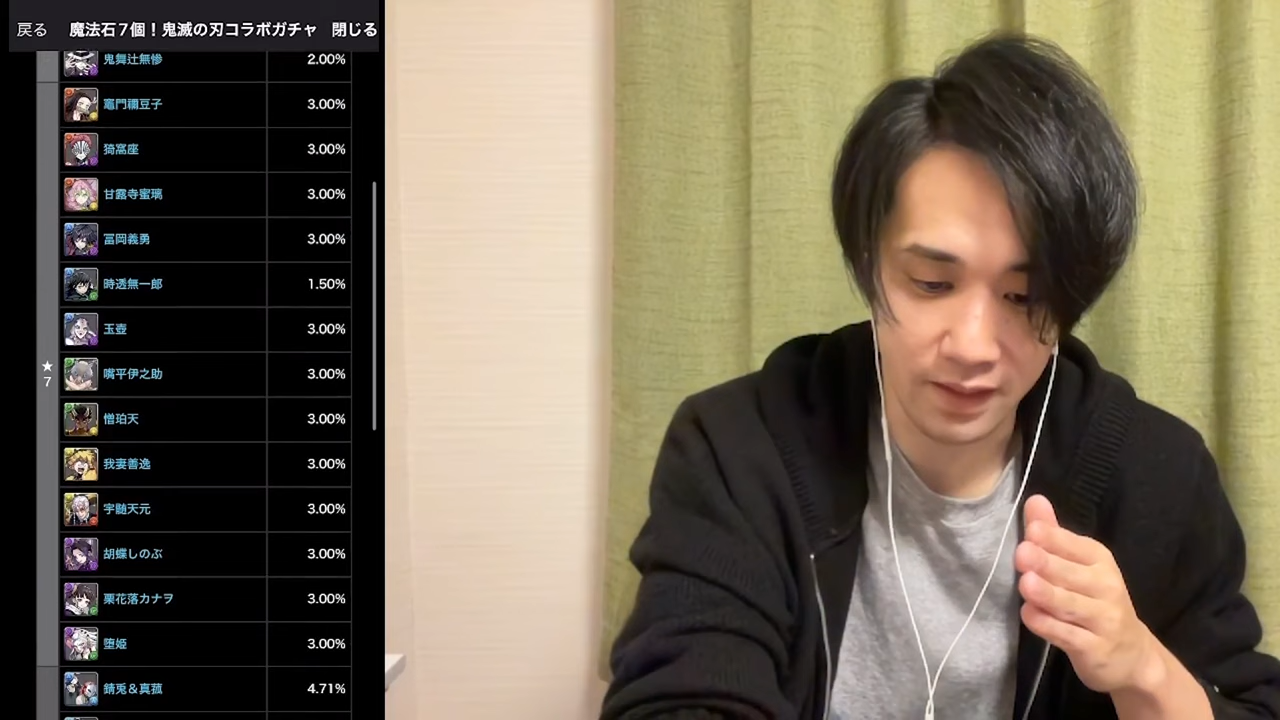 戻る 魔法石7個！鬼滅の刃コラボガチャ 閉じる
鬼舞辻無惨 2.00%
竈門禰豆子 3.00%
猗窩座 3.00%
甘露寺蜜璃 3.00%
冨岡義勇 3.00%
時透無一郎 1.50%
玉壺 3.00%
★7
嘴平伊之助 3.00%
憎珀天 3.00%
我妻善逸 3.00%
宇髄天元 3.00%
胡蝶しのぶ 3.00%
栗花落カナヲ 3.00%
堕姫 3.00%
錆兎＆真菰 4.71%